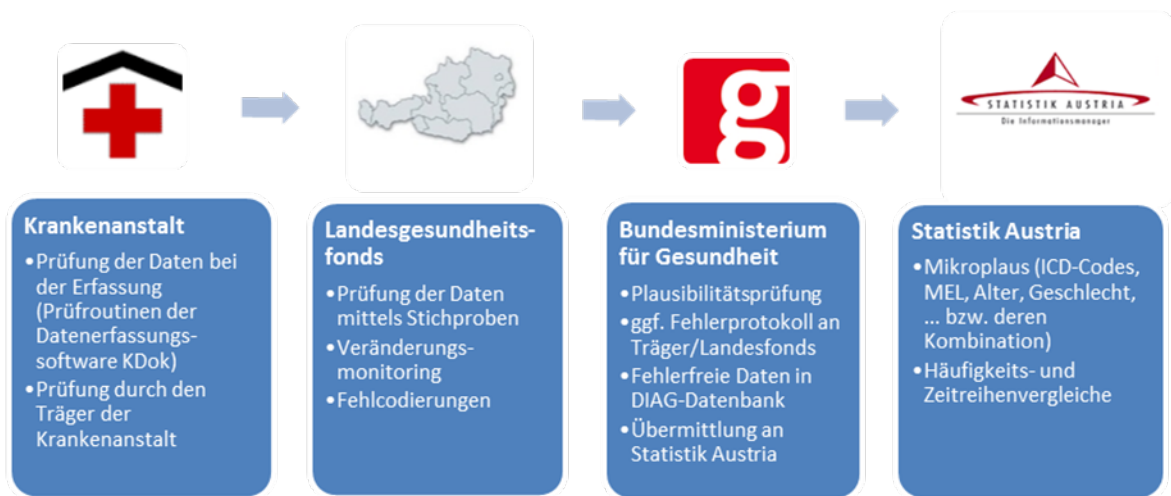 g
STATISTIK AUSTRIA
Die Informationsmanager
Krankenanstalt
•Prüfung der Daten bei
der Erfassung
(Prüfroutinen der
Datenerfassungs-
software KDok)
•Prüfung durch den
Träger der
Krankenanstalt
Landesgesundheits-
fonds
•Prüfung der Daten
mittels Stichproben
•Veränderungs-
monitoring
•Fehlcodierungen
Bundesministerium
für Gesundheit
•Plausibilitätsprüfung
•ggf. Fehlerprotokoll an
Träger/Landesfonds
•Fehlerfreie Daten in
DIAG-Datenbank
•Übermittlung an
Statistik Austria
Statistik Austria
•Mikroplaus (ICD-Codes,
MEL, Alter, Geschlecht,
... bzw. deren
Kombination)
•Häufigkeits- und
Zeitreihenvergleiche